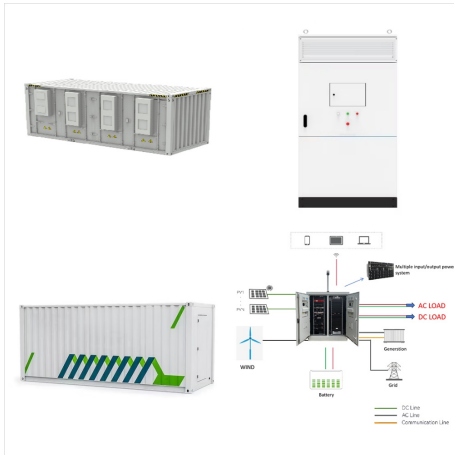 Multiple input/output power
system
PV1
PVn
AC LOAD
DC LOAD
WIND
Generation
Grid
Battery
DC Line
AC Line
Communication Line